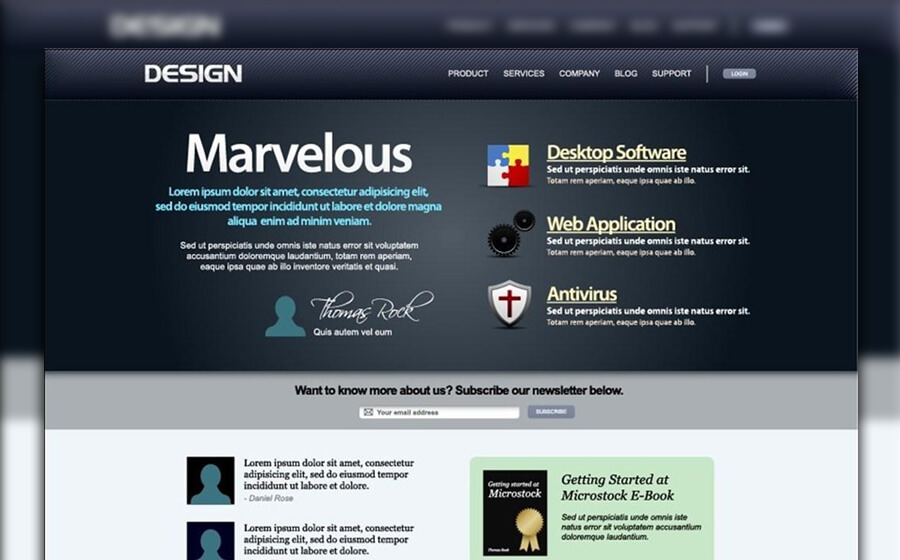 DESIGN
PRODUCT SERVICES COMPANY BLOG SUPPORT LOGIN
Marvelous
Lorem ipsum dolor sit amet, consectetur adipisicing elit,
sed do eiusmod tempor incididunt ut labore et dolore magna
aliqua enim ad minim veniam.
Sed ut perspiciatis unde omnis iste natus error sit voluptatem
accusantium doloremque laudantium, totam rem aperiam,
eaque ipsa quae ab illo inventore veritatis et quasi.
Thomas Rock
Quis autem vel eum
Desktop Software
Sed ut perspiciatis unde omnis iste natus error sit.
Totam rem aperiam, eaque ipsa quae ab illo.
Web Application
Sed ut perspiciatis unde omnis iste natus error sit.
Totam rem aperiam, eaque ipsa quae ab illo.
Antivirus
Sed ut perspiciatis unde omnis iste natus error sit.
Totam rem aperiam, eaque ipsa quae ab illo.
Want to know more about us? Subscribe our newsletter below.
Your email address SUBSCRIBE
Lorem ipsum dolor sit amet, consectetur
adipisicing elit, sed do eiusmod tempor
incididunt ut labore et dolore.
- Daniel Rose
Lorem ipsum dolor sit amet, consectetur
adipisicing elit, sed do eiusmod tempor
incididunt ut labore et dolore.
Getting started at
Microstock
Thomas Rock
Getting Started at
Microstock E-Book
Sed ut perspiciatis unde omnis iste
natus error sit voluptatem accusantium
doloremque laudantium.